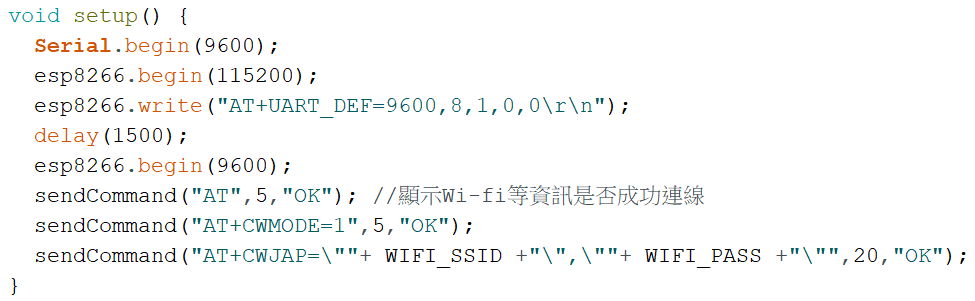 void setup() {
  Serial.begin(9600);
  esp8266.begin(115200);
  esp8266.write("AT+UART_DEF=9600,8,1,0,0\r\n");
  delay(1500);
  esp8266.begin(9600);
  sendCommand("AT",5,"OK"); //顯示Wi-fi等資訊是否成功連線
  sendCommand("AT+CWMODE=1",5,"OK");
  sendCommand("AT+CWJAP=\""+ WIFI_SSID +"\",\""+ WIFI_PASS +"\"",20,"OK");
}